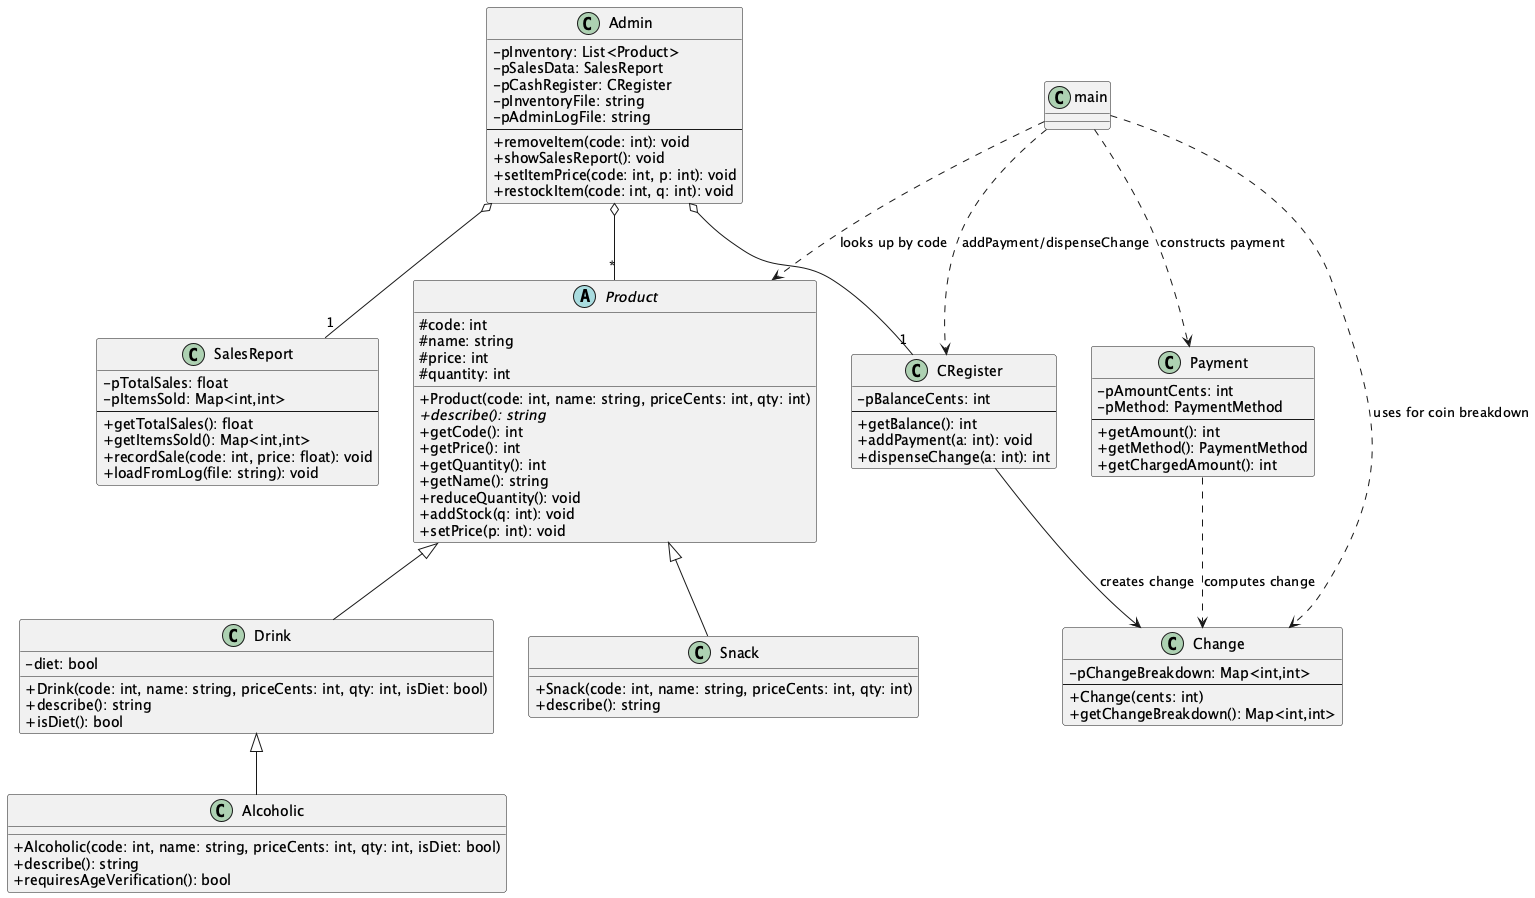 C Admin
-pInventory: List<Product>
-pSalesData: SalesReport
-pCashRegister: CRegister
-pInventoryFile: string
-pAdminLogFile: string
+removeItem(code: int): void
+showSalesReport(): void
+setItemPrice(code: int, p: int): void
+restockItem(code: int, q: int): void
C main
looks up by code
addPayment/dispenseChange
constructs payment
*
1
1
uses for coin breakdown
C SalesReport
-pTotalSales: float
-pItemsSold: Map<int,int>
+getTotalSales(): float
+getItemsSold(): Map<int,int>
+recordSale(code: int, price: float): void
+loadFromLog(file: string): void
A Product
#code: int
#name: string
#price: int
#quantity: int
+Product(code: int, name: string, priceCents: int, qty: int)
+describe(): string
+getCode(): int
+getPrice(): int
+getQuantity(): int
+getName(): string
+reduceQuantity(): void
+addStock(q: int): void
+setPrice(p: int): void
C CRegister
-pBalanceCents: int
+getBalance(): int
+addPayment(a: int): void
+dispenseChange(a: int): int
C Payment
-pAmountCents: int
-pMethod: PaymentMethod
+getAmount(): int
+getMethod(): PaymentMethod
+getChargedAmount(): int
creates change
computes change
C Drink
-diet: bool
+Drink(code: int, name: string, priceCents: int, qty: int, isDiet: bool)
+describe(): string
+isDiet(): bool
C Snack
+Snack(code: int, name: string, priceCents: int, qty: int)
+describe(): string
C Change
-pChangeBreakdown: Map<int,int>
+Change(cents: int)
+getChangeBreakdown(): Map<int,int>
C Alcoholic
+Alcoholic(code: int, name: string, priceCents: int, qty: int, isDiet: bool)
+describe(): string
+requiresAgeVerification(): bool